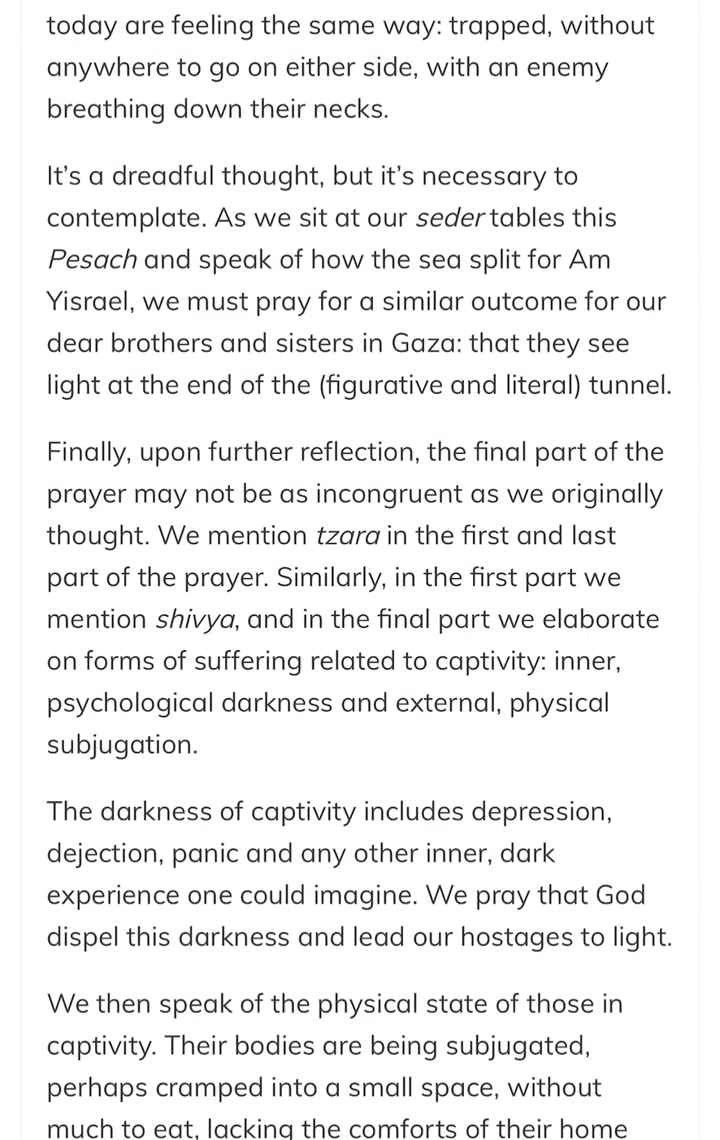 today are feeling the same way: trapped, without
anywhere to go on either side, with an enemy
breathing down their necks.
It’s a dreadful thought, but it’s necessary to
contemplate. As we sit at our seder tables this
Pesach and speak of how the sea split for Am
Yisrael, we must pray for a similar outcome for our
dear brothers and sisters in Gaza: that they see
light at the end of the (figurative and literal) tunnel.
Finally, upon further reflection, the final part of the
prayer may not be as incongruent as we originally
thought. We mention tzara in the first and last
part of the prayer. Similarly, in the first part we
mention shivya, and in the final part we elaborate
on forms of suffering related to captivity: inner,
psychological darkness and external, physical
subjugation.
The darkness of captivity includes depression,
dejection, panic and any other inner, dark
experience one could imagine. We pray that God
dispel this darkness and lead our hostages to light.
We then speak of the physical state of those in
captivity. Their bodies are being subjugated,
perhaps cramped into a small space, without
much to eat, lacking the comforts of their home